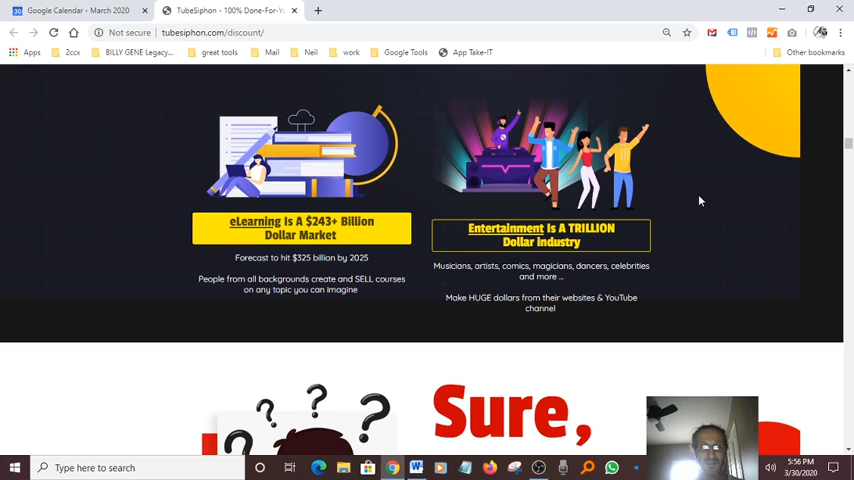 Google Calendar - March 2020
TubeSiphon - 100% Done-For-Yo
Not secure
tubesiphon.com/discount/
Apps
2ccx
BILLY GENE Legacy...
great tools
Mail
Neil
work
Google Tools
App Take-IT
Other bookmarks
eLearning Is A $243+ Billion
Dollar Market
Forecast to hit $325 billion by 2025
People from all backgrounds create and SELL courses
on any topic you can imagine
Entertainment Is A TRILLION
Dollar industry
Musicians, artists, comics, magicians, dancers, celebrities
and more ...
Make HUGE dollars from their websites & YouTube
channel
Sure,
Type here to search
5:56 PM
3/30/2020